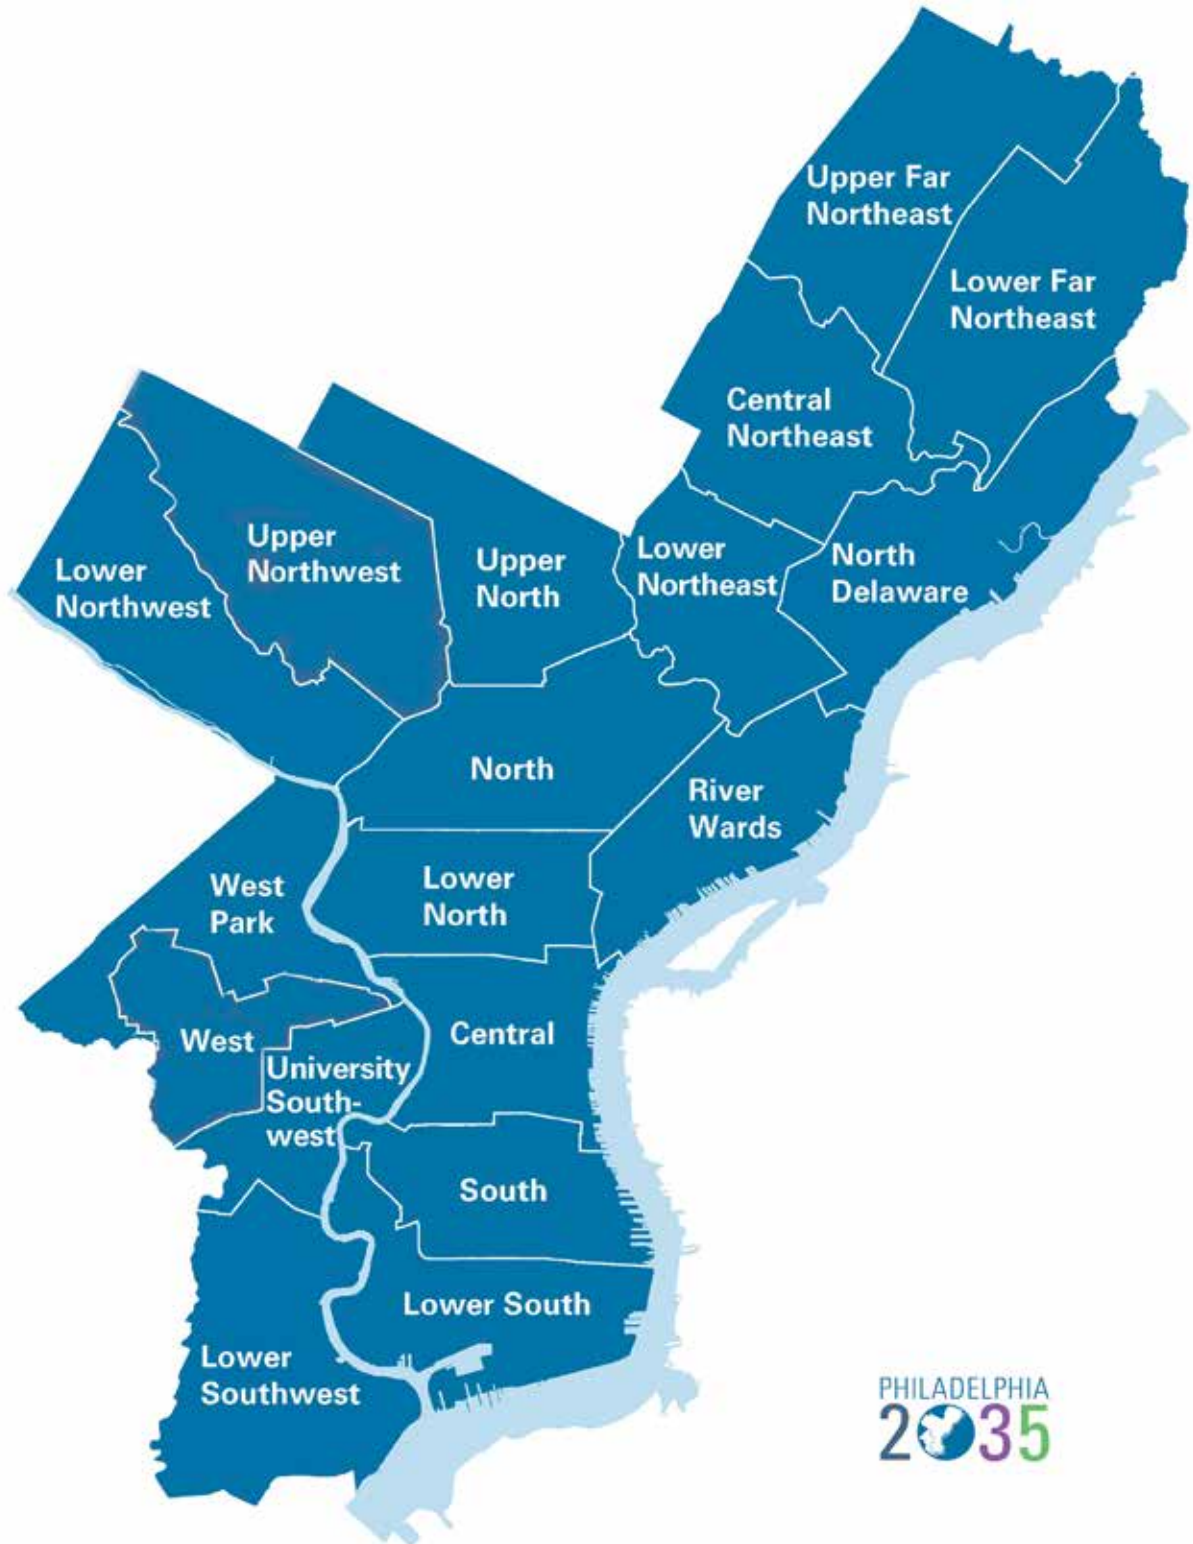 Upper Far
Northeast
Lower Far
Northeast
Central
Northeast
Upper
Northwest
Lower
Northwest
Upper
North
Lower
Northeast
North
Delaware
North
River
Wards
West
Park
Lower
North
West
Central
University
South-
west
South
Lower South
Lower
Southwest
PHILADELPHIA
2035